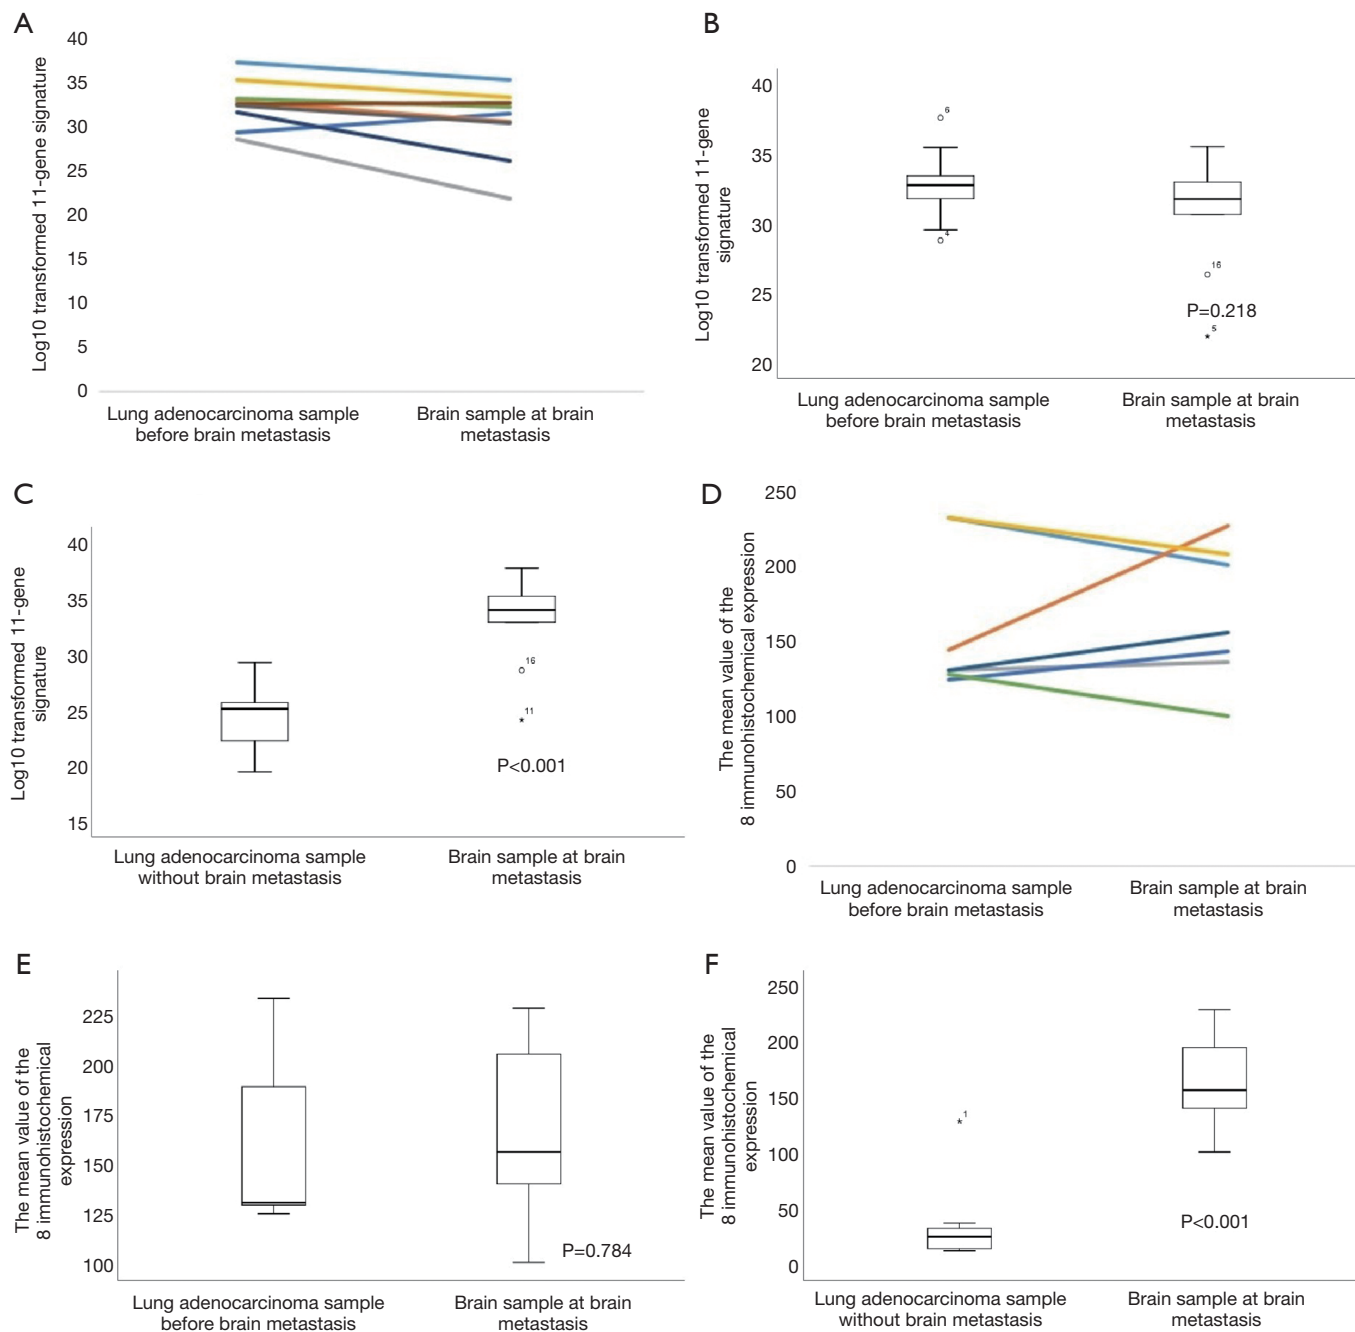 A
Log10 transformed 11-gene signature
40
35
30
25
20
15
10
5
0
Lung adenocarcinoma sample
before brain metastasis
Brain sample at brain
metastasis
B
Log10 transformed 11-gene
signature
40
35
30
25
20
6
4
16
5
P=0.218
Lung adenocarcinoma sample
before brain metastasis
Brain sample at brain
metastasis
C
Log10 transformed 11-gene
signature
40
35
30
25
20
15
16
11
P<0.001
Lung adenocarcinoma sample
without brain metastasis
Brain sample at brain
metastasis
D
The mean value of the
8 immunohistochemical expression
250
200
150
100
50
0
Lung adenocarcinoma sample
before brain metastasis
Brain sample at brain
metastasis
E
The mean value of the
8 immunohistochemical
expression
225
200
175
150
125
100
P=0.784
Lung adenocarcinoma sample
before brain metastasis
Brain sample at brain
metastasis
F
The mean value of the
8 immunohistochemical
expression
250
200
150
100
50
0
1
P<0.001
Lung adenocarcinoma sample
without brain metastasis
Brain sample at brain
metastasis